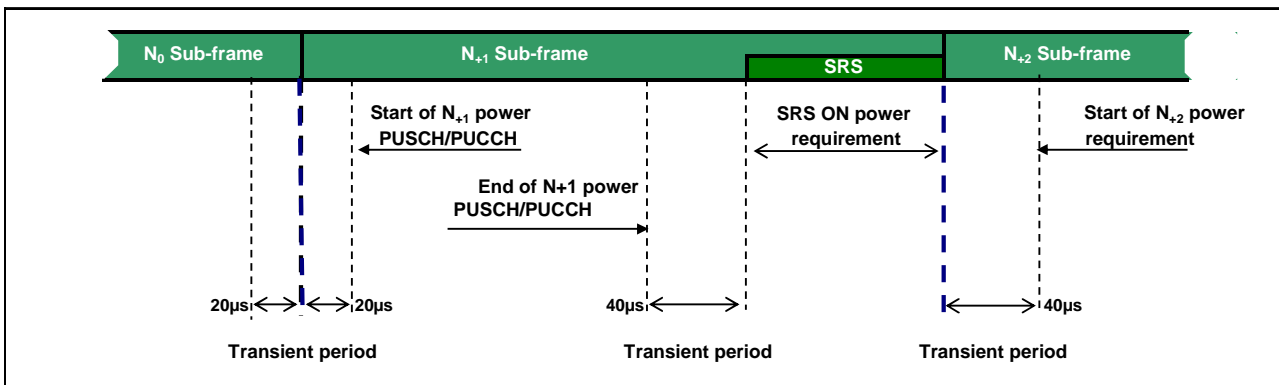 N₀ Sub-frame
N₊₁ Sub-frame
SRS
N₊₂ Sub-frame
Start of N₊₁ power
PUSCH/PUCCH
SRS ON power
requirement
Start of N₊₂ power
requirement
End of N+1 power
PUSCH/PUCCH
20µs
20µs
40µs
40µs
Transient period
Transient period
Transient period